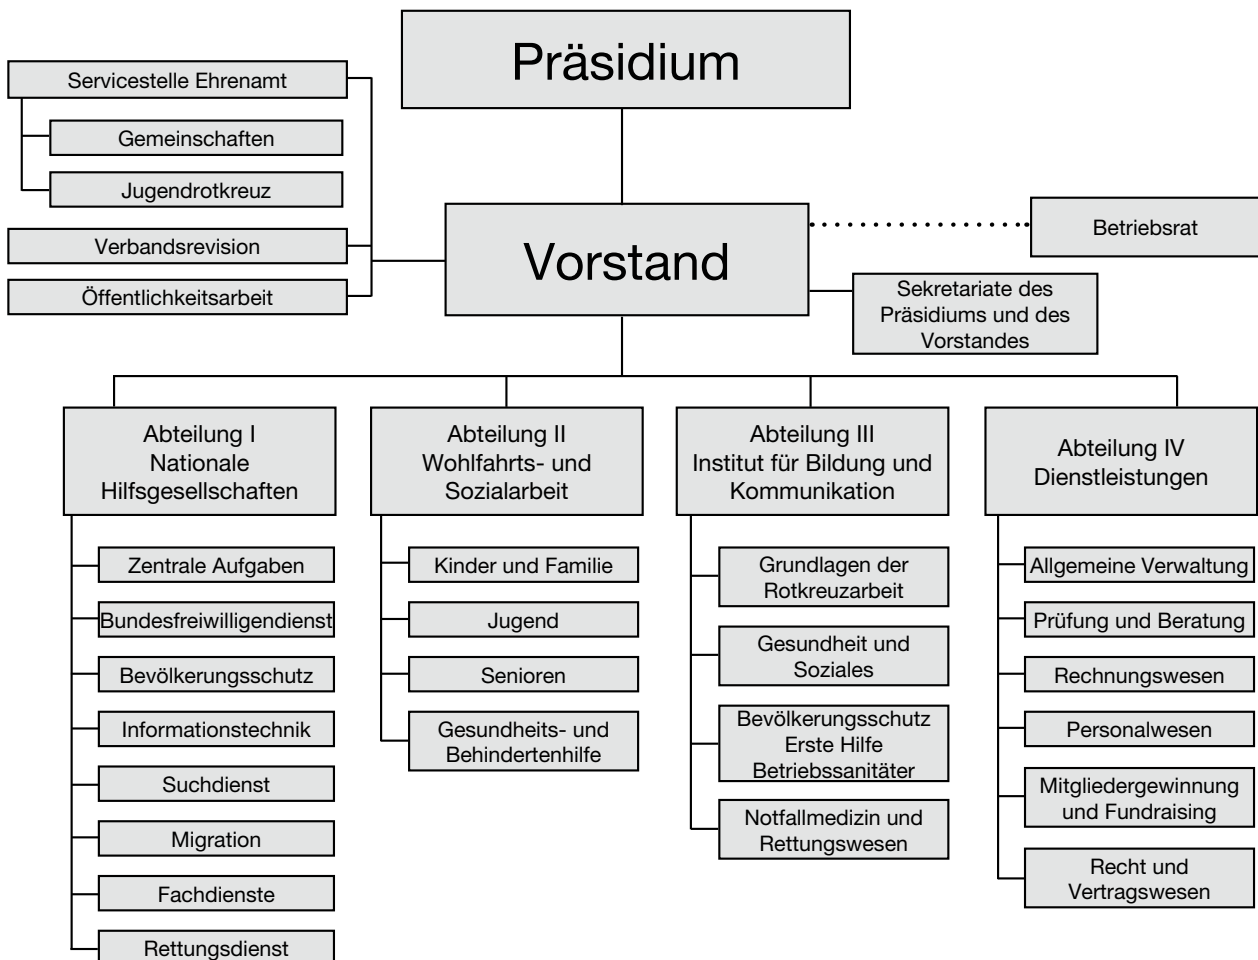 Präsidium
Servicestelle Ehrenamt
Gemeinschaften
Jugendrotkreuz
Verbandsrevision
Öffentlichkeitsarbeit
Vorstand
Betriebsrat
Sekretariate des
Präsidiums und des
Vorstandes
Abteilung I
Nationale
Hilfsgesellschaften
Zentrale Aufgaben
Bundesfreiwilligendienst
Bevölkerungsschutz
Informationstechnik
Suchdienst
Migration
Fachdienste
Rettungsdienst
Abteilung II
Wohlfahrts- und
Sozialarbeit
Kinder und Familie
Jugend
Senioren
Gesundheits- und
Behindertenhilfe
Abteilung III
Institut für Bildung und
Kommunikation
Grundlagen der
Rotkreuzarbeit
Gesundheit und
Soziales
Bevölkerungsschutz
Erste Hilfe
Betriebssanitäter
Notfallmedizin und
Rettungswesen
Abteilung IV
Dienstleistungen
Allgemeine Verwaltung
Prüfung und Beratung
Rechnungswesen
Personalwesen
Mitgliedergewinnung
und Fundraising
Recht und
Vertragswesen